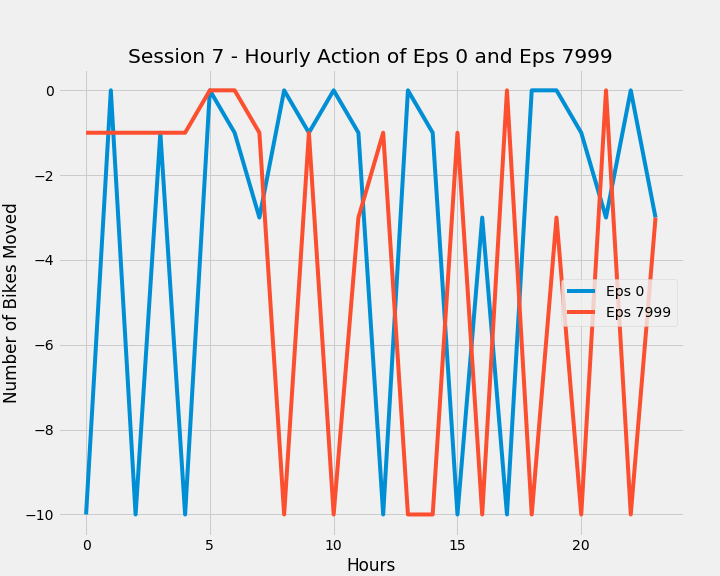 Session 7 - Hourly Action of Eps 0 and Eps 7999
Number of Bikes Moved
0
−2
−4
−6
−8
−10
Eps 0
Eps 7999
0 5 10 15 20
Hours